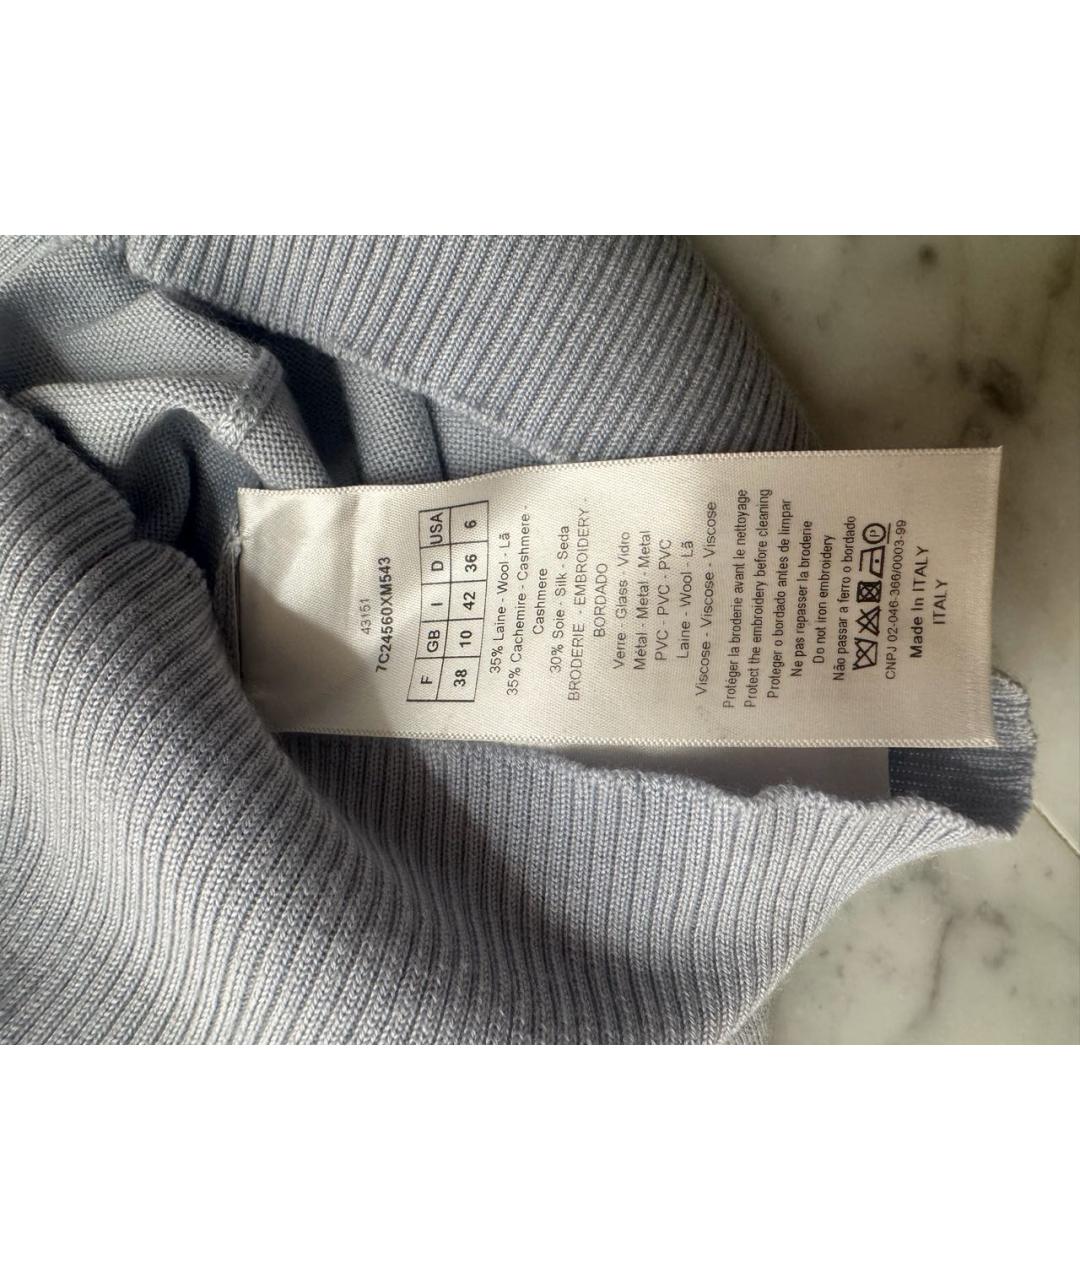 43151
7C24560XM543
F GB I D USA
38 10 42 36 6
35% Laine - Wool - Lã
35% Cachemire - Cashmere -
Cashmere
30% Soie - Silk - Seda
BRODERIE - EMBROIDERY -
BORDADO
Verre - Glass - Vidro
Métal - Metal - Metal
PVC - PVC - PVC
Laine - Wool - Lã
Viscose - Viscose - Viscose
Protéger la broderie avant le nettoyage
Protect the embroidery before cleaning
Proteger o bordado antes de limpar
Ne pas repasser la broderie
Do not iron embroidery
Não passar a ferro o bordado
P
CNPJ 02-046-366/0003-99
Made In ITALY
ITALY